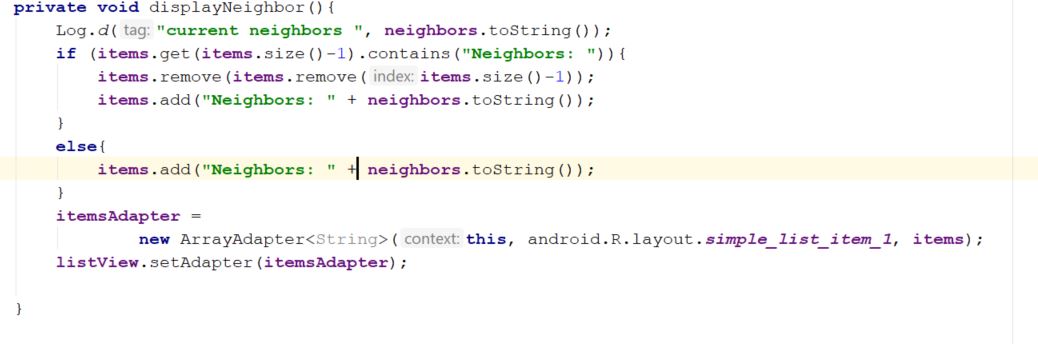 private void displayNeighbor(){
Log.d( tag: "current neighbors ", neighbors.toString());
if (items.get(items.size()-1).contains("Neighbors: ")){
items.remove(items.remove( index: items.size()-1));
items.add("Neighbors: " + neighbors.toString());
}
else{
items.add("Neighbors: " + neighbors.toString());
}
itemsAdapter =
new ArrayAdapter<String>( context: this, android.R.layout.simple_list_item_1, items);
listView.setAdapter(itemsAdapter);
}